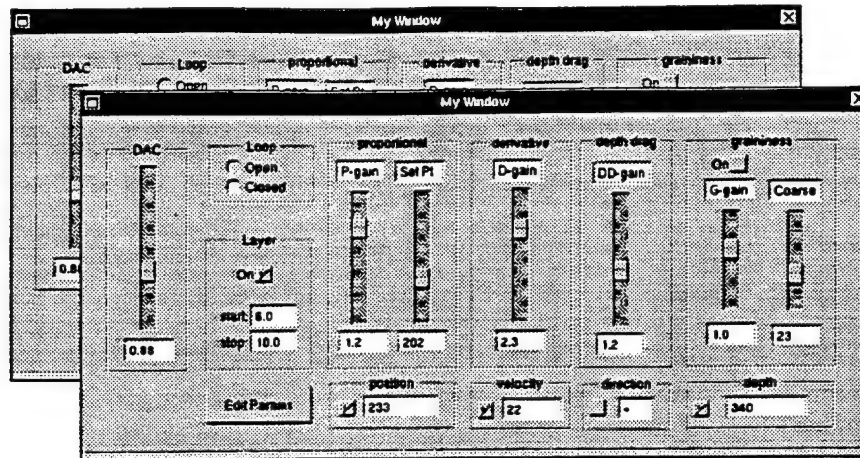 My Window
DAC Loop proportional derivative depth drag graininess
Open On
My Window
DAC Loop proportional derivative depth drag graininess
Open On
P-gain Set Pt D-gain DD-gain
Closed G-gain Coarse
Layer
On
start: 6.0
stop: 10.0
0.88 1.2 202 2.3 1.2 1.0 23
position velocity direction depth
Edit Params 233 22 - 340